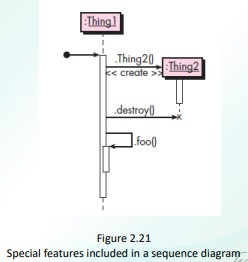 :Thing1
.Thing2()
<< create >>
:Thing2
.destroy()
x
.foo()
Figure 2.21
Special features included in a sequence diagram